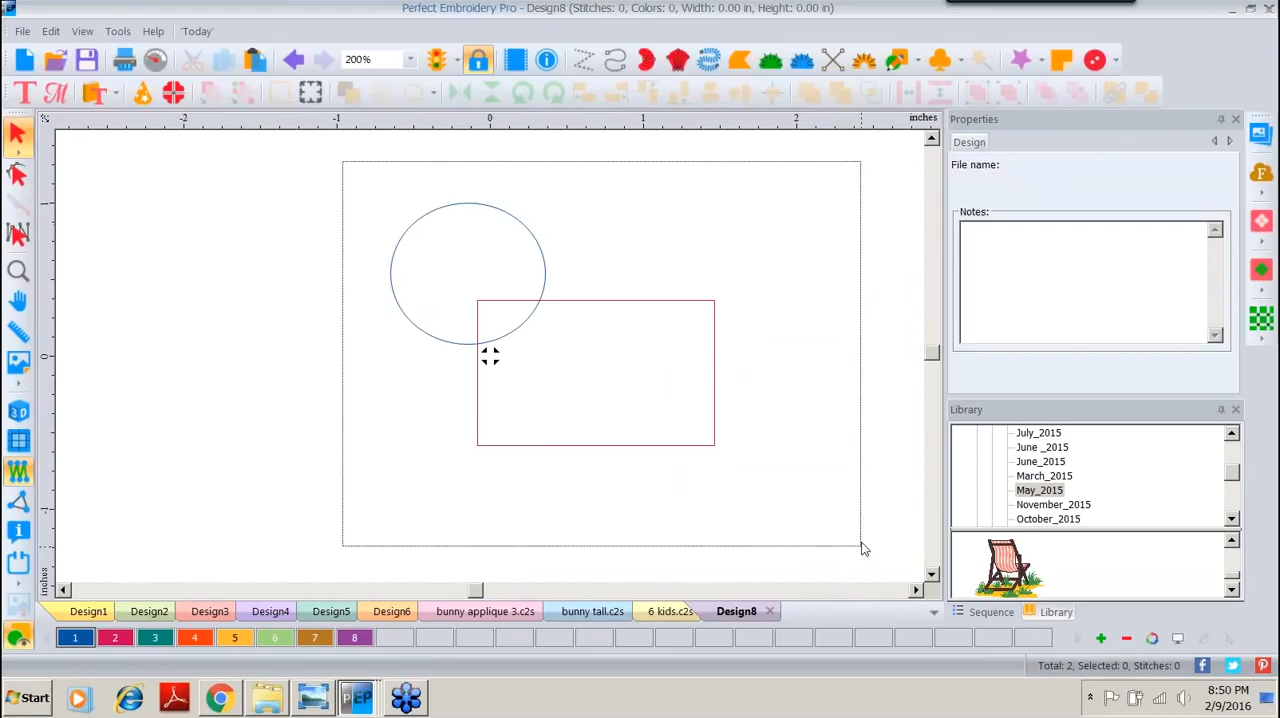 Perfect Embroidery Pro - Design8 (Stitches: 0, Colors: 0, Width: 0.00 in, Height: 0.00 in)
File Edit View Tools Help 'Today'
200%
-2 -1 0 1 2 inches
Properties
Design
File name:
Notes:
1
0
inches
Library
July_2015
June _2015
June_2015
March_2015
May_2015
November_2015
October_2015
Sequence Library
Design1 Design2 Design3 Design4 Design5 Design6 bunny applique 3.c2s bunny tall.c2s 6 kids.c2s Design8
1 2 3 4 5 6 7 8
Total: 2, Selected: 0, Stitches: 0
Start
8:50 PM
2/9/2016